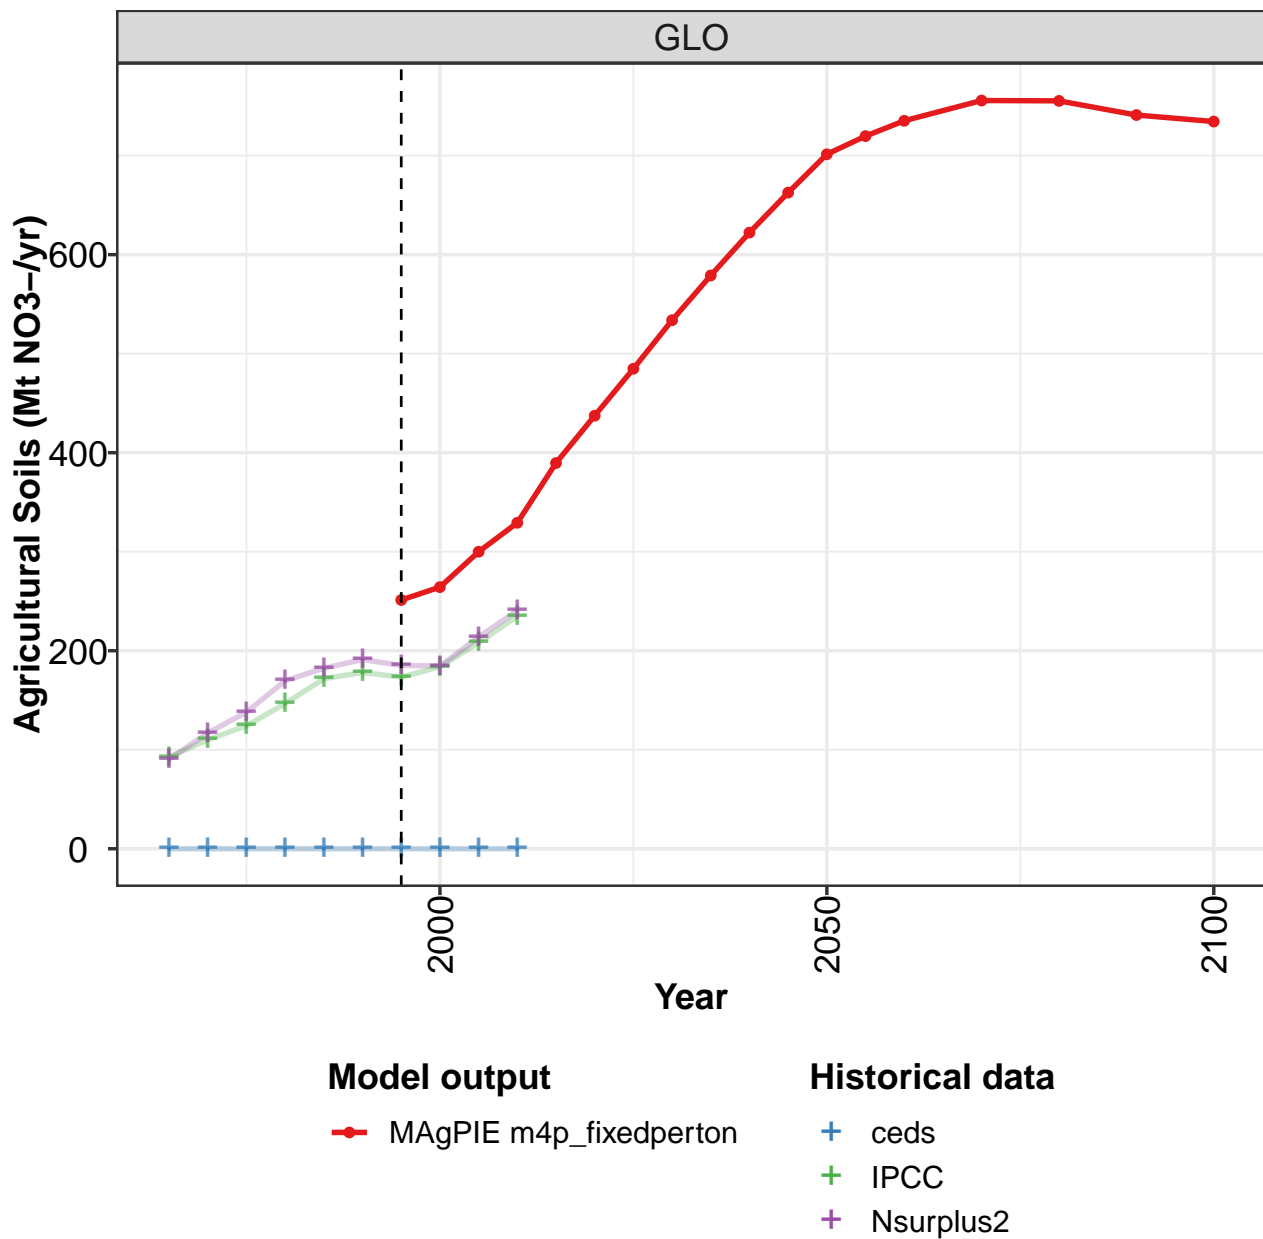 GLO
Agricultural Soils (Mt NO3−/yr)
600
400
200
0
2000
2050
2100
Year
Model output
MAgPIE m4p_fixedperton
Historical data
ceds
IPCC
Nsurplus2